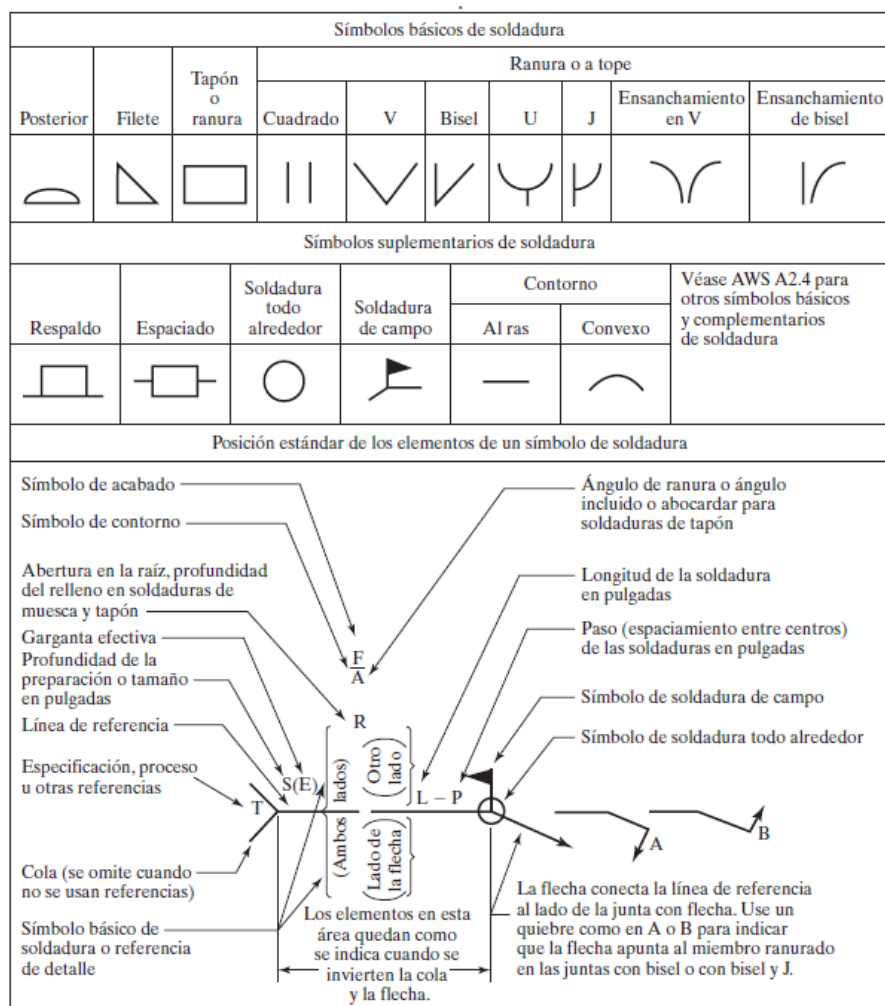 Símbolos básicos de soldadura
Posterior
Filete
Tapón
o
ranura
Ranura o a tope
Cuadrado
V
Bisel
U
J
Ensanchamiento
en V
Ensanchamiento
de bisel
Símbolos suplementarios de soldadura
Respaldo
Espaciado
Soldadura
todo
alrededor
Soldadura
de campo
Contorno
Al ras
Convexo
Véase AWS A2.4 para
otros símbolos básicos
y complementarios
de soldadura
Posición estándar de los elementos de un símbolo de soldadura
Símbolo de acabado
Símbolo de contorno
Abertura en la raíz, profundidad
del relleno en soldaduras de
muesca y tapón
Garganta efectiva
Profundidad de la
preparación o tamaño
en pulgadas
Línea de referencia
Especificación, proceso
u otras referencias
Cola (se omite cuando
no se usan referencias)
Símbolo básico de
soldadura o referencia
de detalle
F
A
R
S(E)
T
(Ambos lados)
(Otro
lado)
(Lado de
la flecha)
L – P
Los elementos en esta
área quedan como
se indica cuando se
invierten la cola
y la flecha.
Ángulo de ranura o ángulo
incluido o abocardar para
soldaduras de tapón
Longitud de la soldadura
en pulgadas
Paso (espaciamiento entre centros)
de las soldaduras en pulgadas
Símbolo de soldadura de campo
Símbolo de soldadura todo alrededor
A
B
La flecha conecta la línea de referencia
al lado de la junta con flecha. Use un
quiebre como en A o B para indicar
que la flecha apunta al miembro ranurado
en las juntas con bisel o con bisel y J.